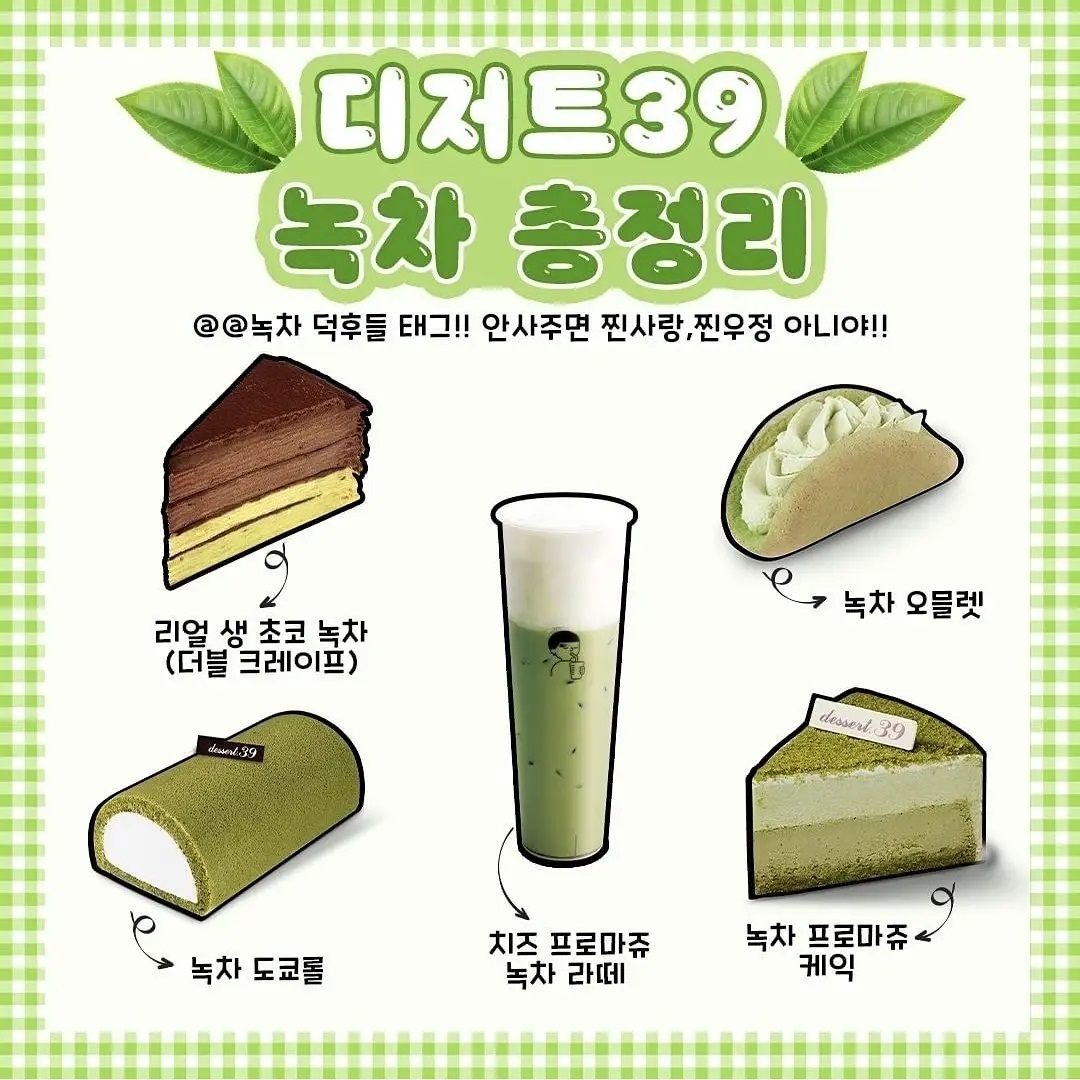 디저트39
녹차 총정리
@@녹차 덕후들 태그!! 안사주면 찐사랑,찐우정 아니야!!
리얼 생 초코 녹차
(더블 크레이프)
녹차 오믈렛
dessert.39
녹차 도쿄롤
치즈 프로마쥬
녹차 라떼
dessert.39
녹차 프로마쥬
케익